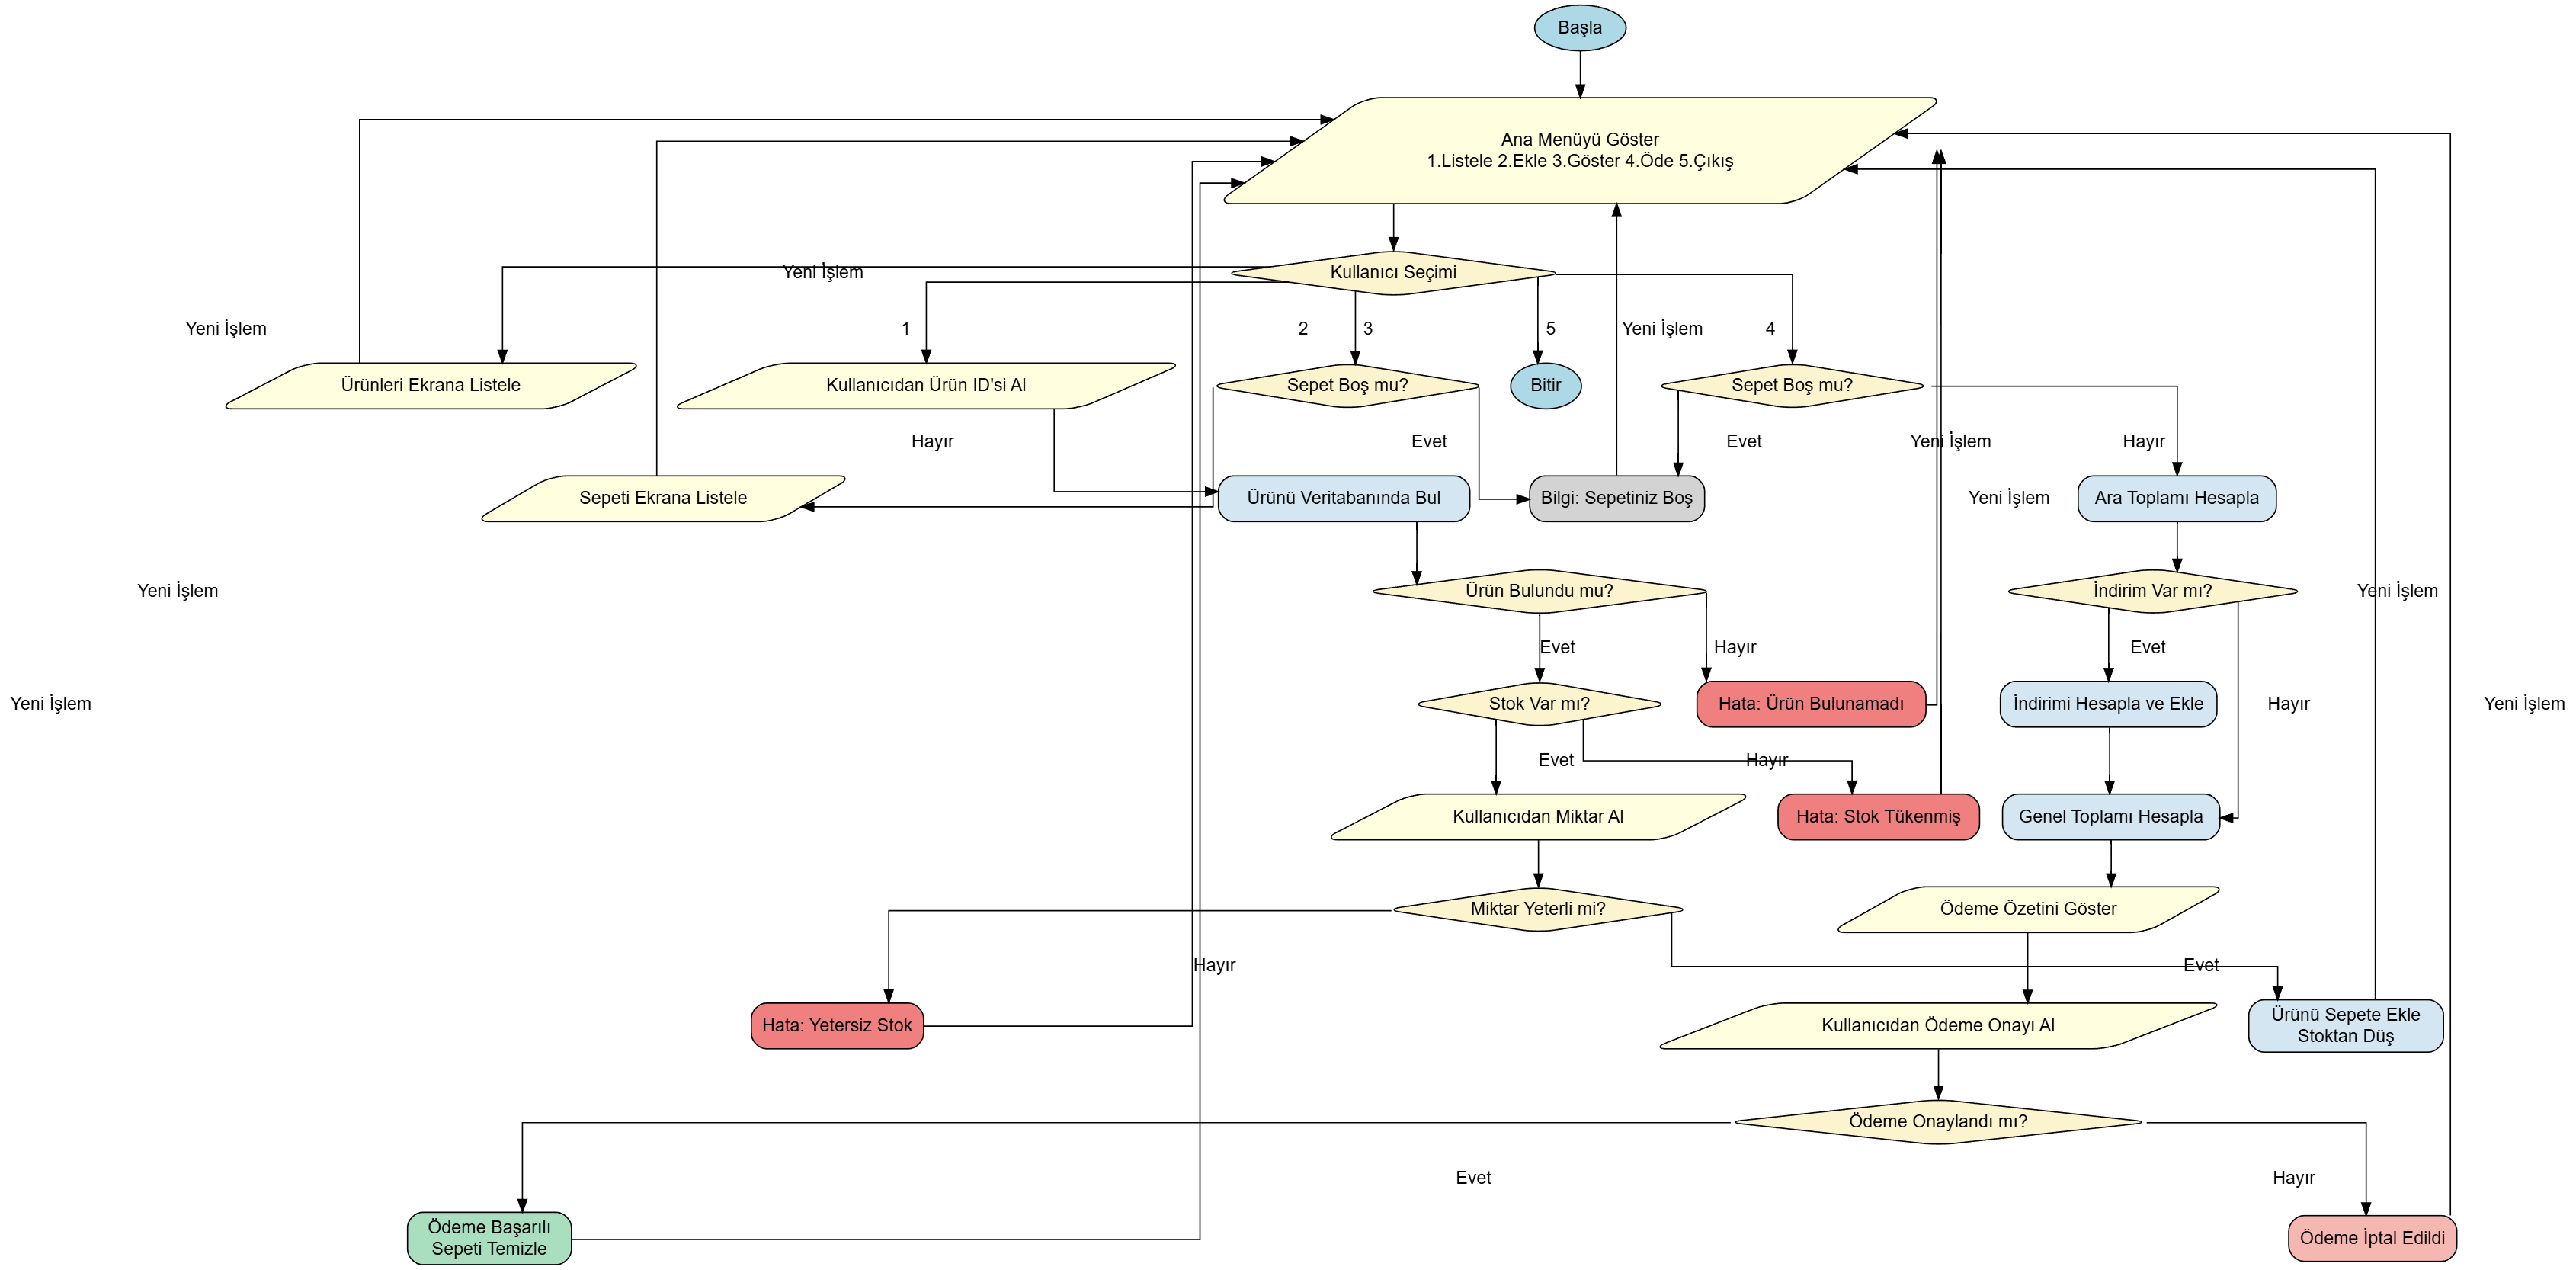 Başla
Ana Menüyü Göster
1.Listele 2.Ekle 3.Göster 4.Öde 5.Çıkış
Yeni İşlem
Kullanıcı Seçimi
Yeni İşlem
1
2
3
5
Yeni İşlem
4
Ürünleri Ekrana Listele
Kullanıcıdan Ürün ID'si Al
Sepet Boş mu?
Bitir
Sepet Boş mu?
Hayır
Evet
Evet
Yeni İşlem
Hayır
Sepeti Ekrana Listele
Ürünü Veritabanında Bul
Bilgi: Sepetiniz Boş
Yeni İşlem
Ara Toplamı Hesapla
Yeni İşlem
Ürün Bulundu mu?
İndirim Var mı?
Yeni İşlem
Evet
Hayır
Evet
Yeni İşlem
Stok Var mı?
Hata: Ürün Bulunamadı
İndirimi Hesapla ve Ekle
Hayır
Yeni İşlem
Evet
Hayır
Kullanıcıdan Miktar Al
Hata: Stok Tükenmiş
Genel Toplamı Hesapla
Miktar Yeterli mi?
Ödeme Özetini Göster
Hayır
Evet
Hata: Yetersiz Stok
Kullanıcıdan Ödeme Onayı Al
Ürünü Sepete Ekle
Stoktan Düş
Ödeme Onaylandı mı?
Evet
Hayır
Ödeme Başarılı
Sepeti Temizle
Ödeme İptal Edildi